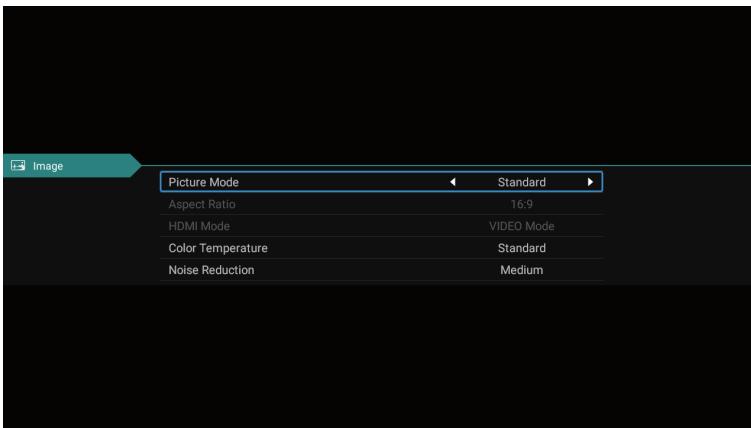 Image
Picture Mode Standard
Aspect Ratio 16:9
HDMI Mode VIDEO Mode
Color Temperature Standard
Noise Reduction Medium